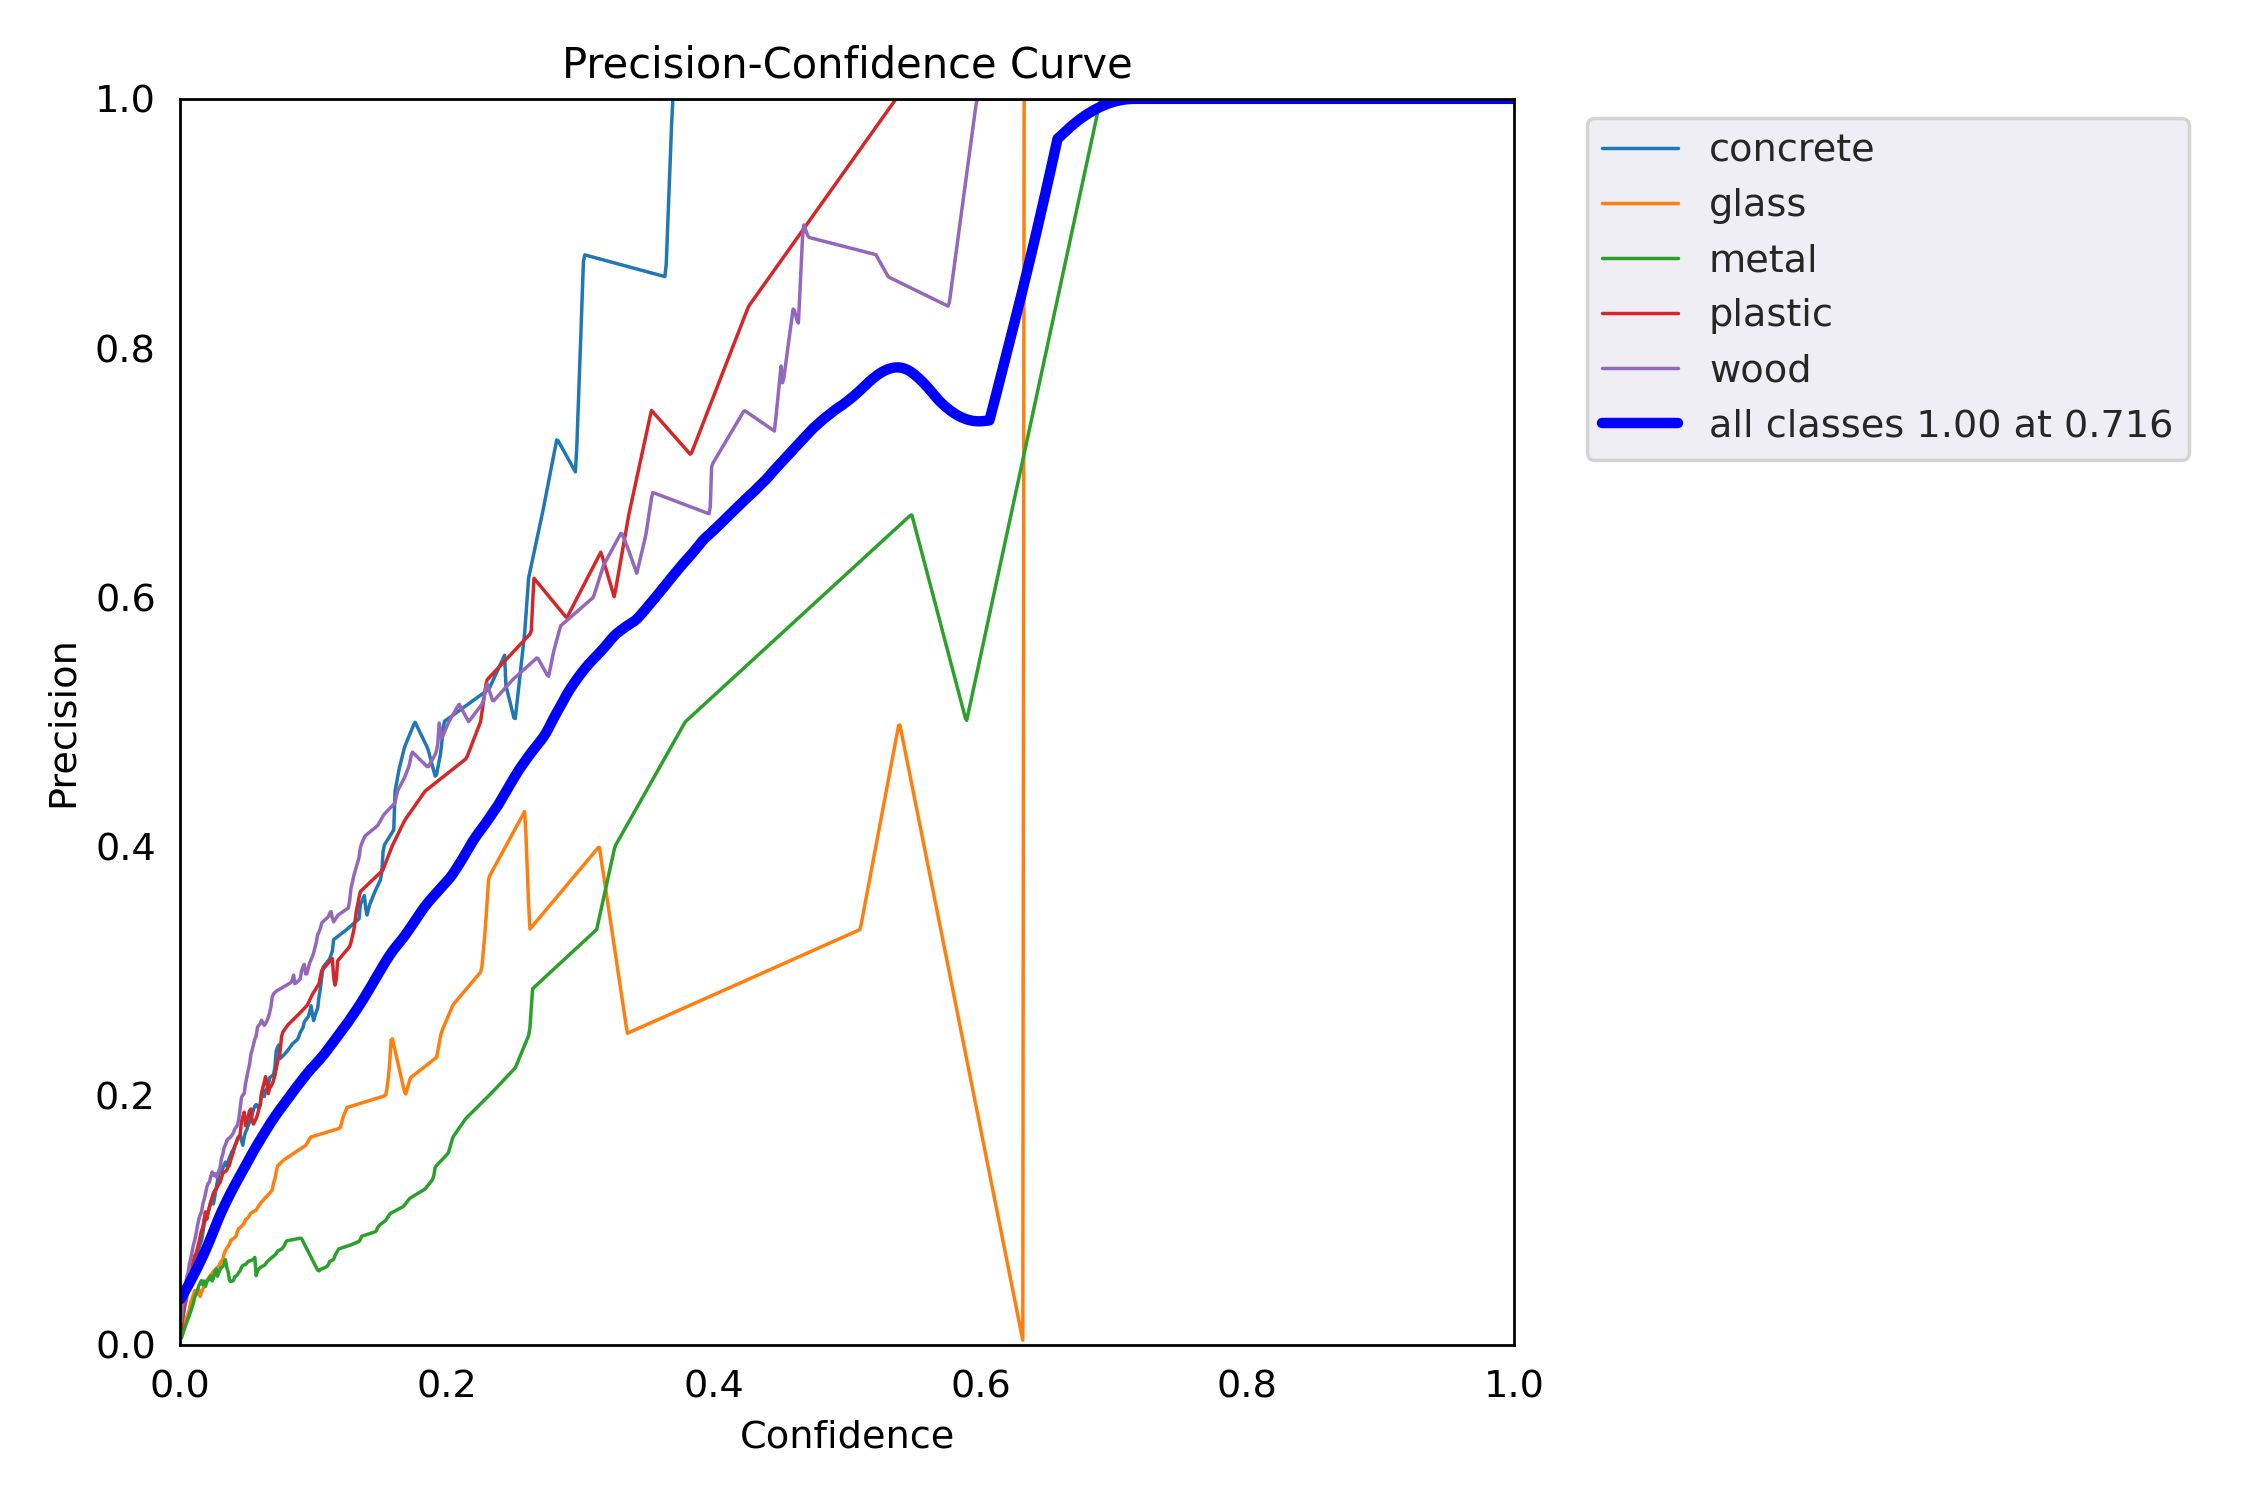 Precision-Confidence Curve
1.0
0.8
0.6
0.4
0.2
0.0
Precision
0.0 0.2 0.4 0.6 0.8 1.0
Confidence
concrete
glass
metal
plastic
wood
all classes 1.00 at 0.716